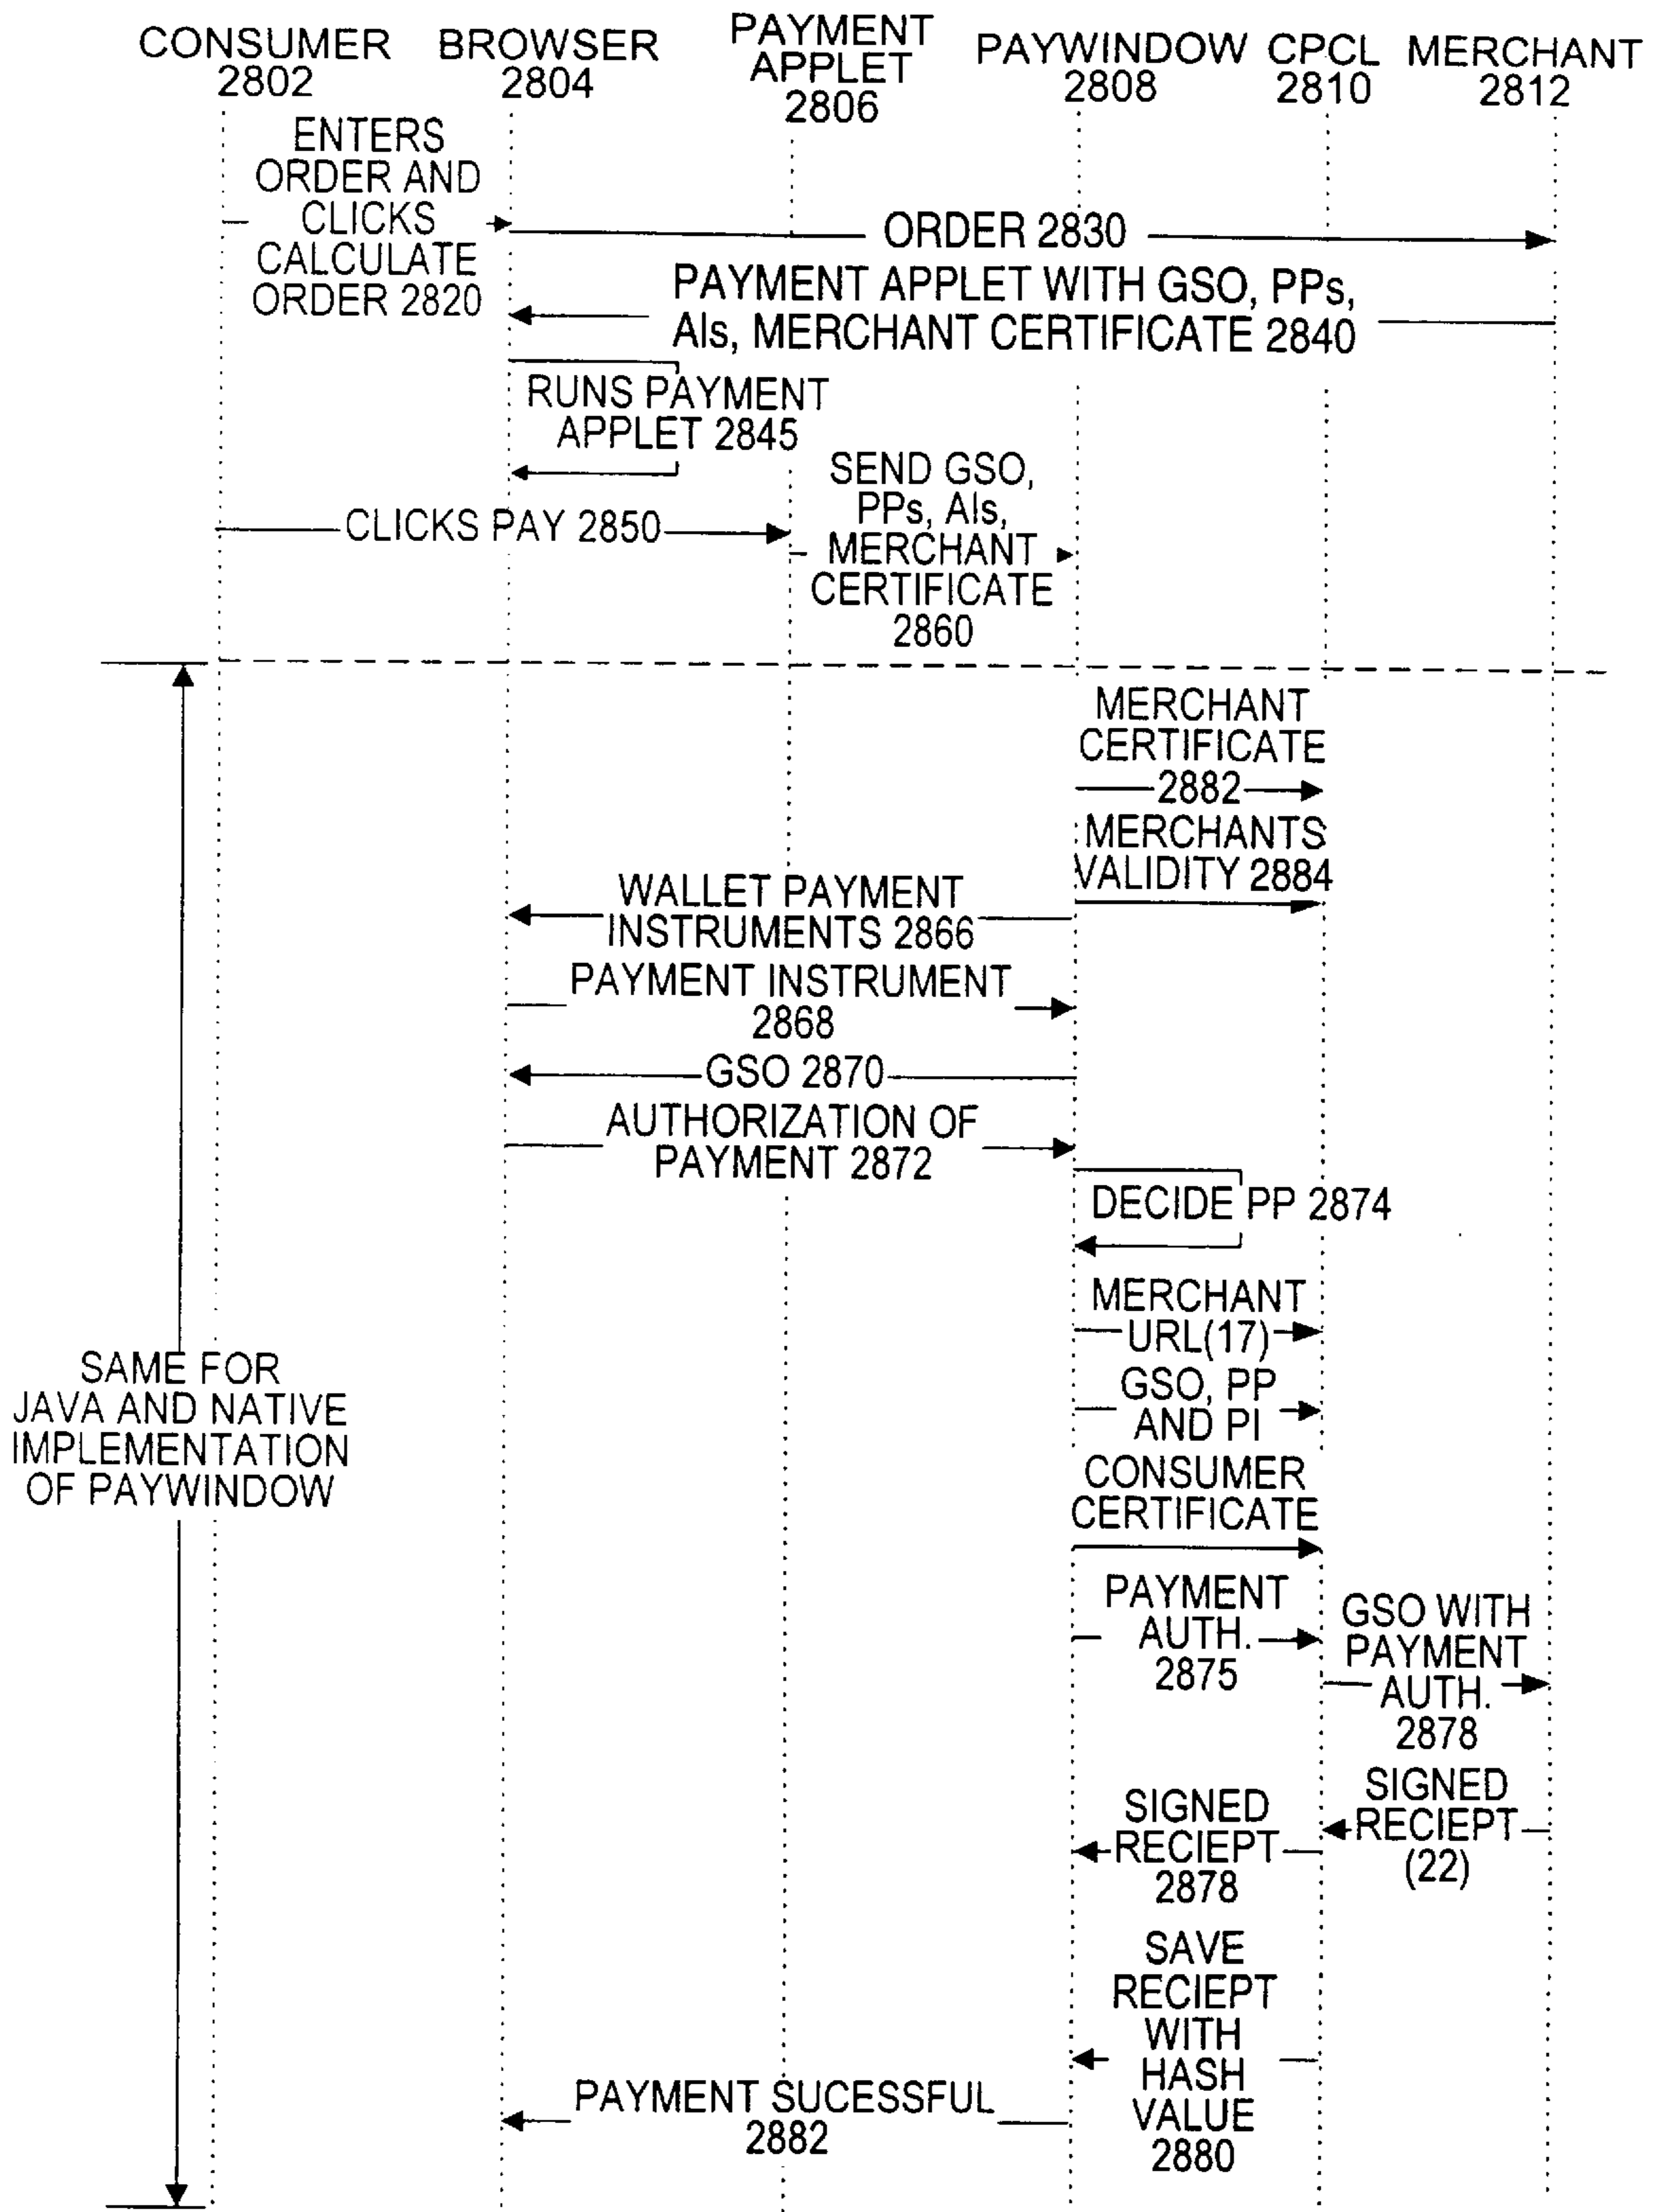 CONSUMER
2802
BROWSER
2804
PAYMENT
APPLET
2806
PAYWINDOW
2808
CPCL
2810
MERCHANT
2812
ENTERS
ORDER AND
CLICKS
CALCULATE
ORDER 2820
ORDER 2830
PAYMENT APPLET WITH GSO, PPs,
AIs, MERCHANT CERTIFICATE 2840
RUNS PAYMENT
APPLET 2845
CLICKS PAY 2850
SEND GSO,
PPs, AIs,
MERCHANT
CERTIFICATE
2860
MERCHANT
CERTIFICATE
2882
MERCHANTS
VALIDITY 2884
WALLET PAYMENT
INSTRUMENTS 2866
PAYMENT INSTRUMENT
2868
GSO 2870
AUTHORIZATION OF
PAYMENT 2872
DECIDE PP 2874
MERCHANT
URL(17)
GSO, PP
AND PI
SAME FOR
JAVA AND NATIVE
IMPLEMENTATION
OF PAYWINDOW
CONSUMER
CERTIFICATE
PAYMENT
AUTH.
2875
GSO WITH
PAYMENT
AUTH.
2878
SIGNED
RECIEPT
(22)
SIGNED
RECIEPT
2878
SAVE
RECIEPT
WITH
HASH
VALUE
2880
PAYMENT SUCESSFUL
2882